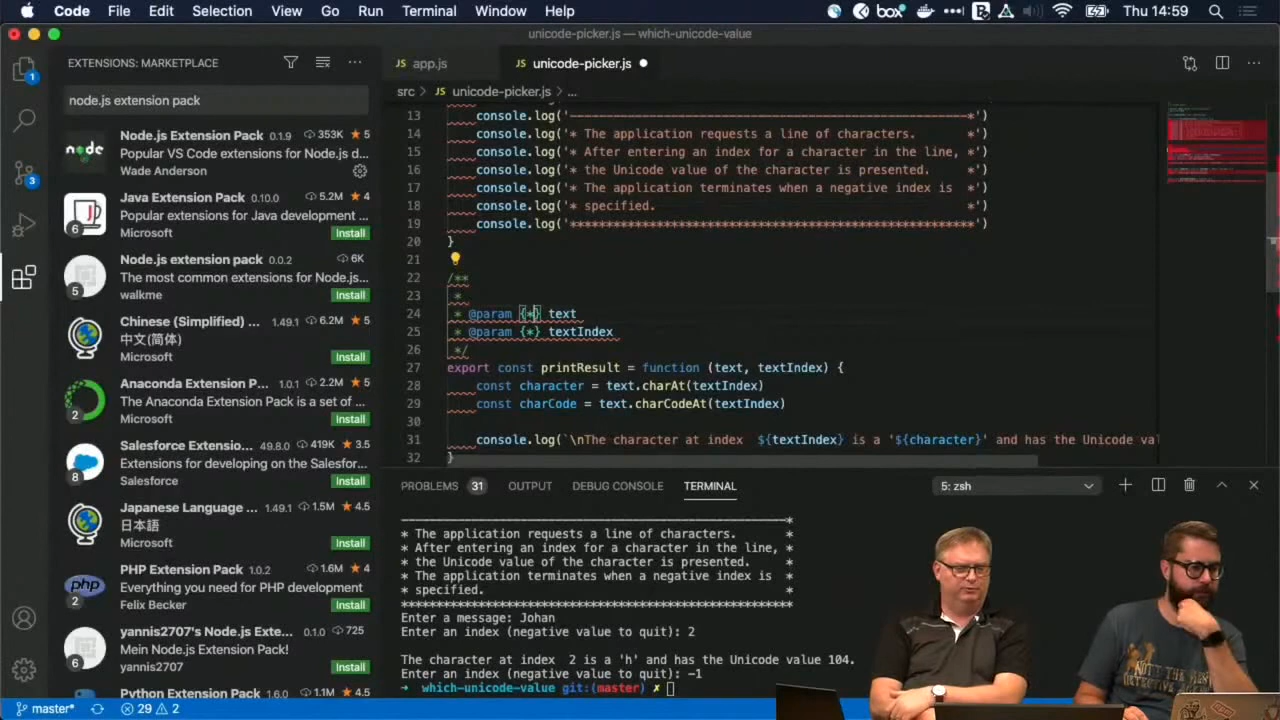 Code File Edit Selection View Go Run Terminal Window Help
box
Thu 14:59
unicode-picker.js — which-unicode-value
EXTENSIONS: MARKETPLACE
node.js extension pack
Node.js Extension Pack 0.1.9 353K ★ 5
Popular VS Code extensions for Node.js d...
Wade Anderson
Java Extension Pack 0.10.0 5.2M ★ 4
Popular extensions for Java development ...
Microsoft Install
Node.js extension pack 0.0.2 6K
The most common extensions for Node.js...
walkme Install
Chinese (Simplified) ... 1.49.1 6.2M ★ 5
中文(简体)
Microsoft Install
Anaconda Extension P... 1.0.1 2.2M ★ 5
The Anaconda Extension Pack is a set of ...
Microsoft Install
Salesforce Extensio... 49.8.0 419K ★ 3.5
Extensions for developing on the Salesfor...
Salesforce Install
Japanese Language ... 1.49.1 1.5M ★ 4.5
日本語
Microsoft Install
PHP Extension Pack 1.0.2 1.6M ★ 4
Everything you need for PHP development
Felix Becker Install
yannis2707's Node.js Exte... 0.1.0 725
Mein Node.js Extension Pack!
yannis2707 Install
Python Extension Pack 1.6.0 1.1M ★ 4.5
1
3
6
5
2
8
2
6
JS app.js
JS unicode-picker.js ●
src > JS unicode-picker.js > ...
13 console.log('———————————————————————————*')
14 console.log('* The application requests a line of characters. *')
15 console.log('* After entering an index for a character in the line, *')
16 console.log('* the Unicode value of the character is presented. *')
17 console.log('* The application terminates when a negative index is *')
18 console.log('* specified. *')
19 console.log('********************************************************')
20 }
21
22 /**
23 *
24 * @param {*} text
25 * @param {*} textIndex
26 */
27 export const printResult = function (text, textIndex) {
28 const character = text.charAt(textIndex)
29 const charCode = text.charCodeAt(textIndex)
30
31 console.log(`\nThe character at index  ${textIndex} is a '${character}' and has the Unicode va
32 }
PROBLEMS 31 OUTPUT DEBUG CONSOLE TERMINAL 5: zsh
———————————————————————————*
* The application requests a line of characters. *
* After entering an index for a character in the line, *
* the Unicode value of the character is presented. *
* The application terminates when a negative index is *
* specified. *
********************************************************
Enter a message: Johan
Enter an index (negative value to quit): 2
The character at index  2 is a 'h' and has the Unicode value 104.
Enter an index (negative value to quit): -1
➜ which-unicode-value git:(master) ✗
master* 29 2